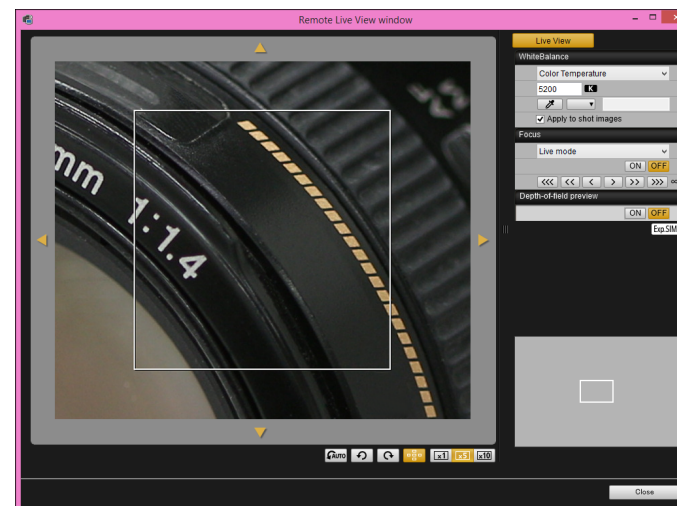 Remote Live View window
Live View
WhiteBalance
Color Temperature
5200 K
Apply to shot images
Focus
Live mode
ON OFF
<<< << < > >> >>> ∞
Depth-of-field preview
ON OFF
Exp.SIM
mm 1:1.4
AF
AUTO x1 x5 x10
Close